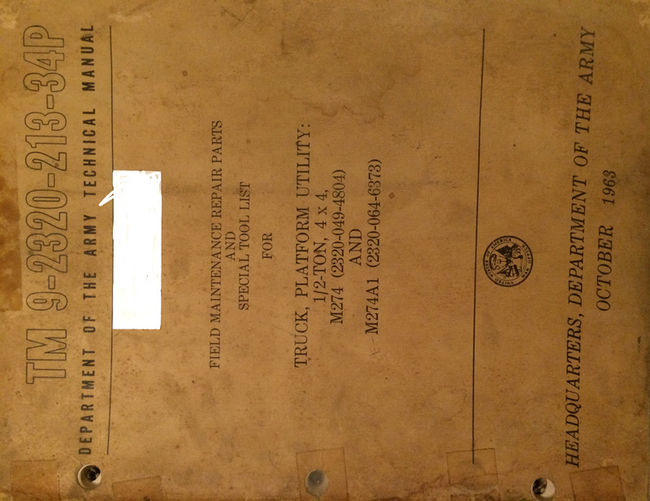 TM 9-2320-213-34P
DEPARTMENT OF THE ARMY TECHNICAL MANUAL
FIELD MAINTENANCE REPAIR PARTS
AND
SPECIAL TOOL LIST
FOR
TRUCK, PLATFORM UTILITY:
1/2-TON, 4 x 4,
M274 (2320-049-4804)
AND
M274A1 (2320-064-6373)
HEADQUARTERS, DEPARTMENT OF THE ARMY
OCTOBER 1963